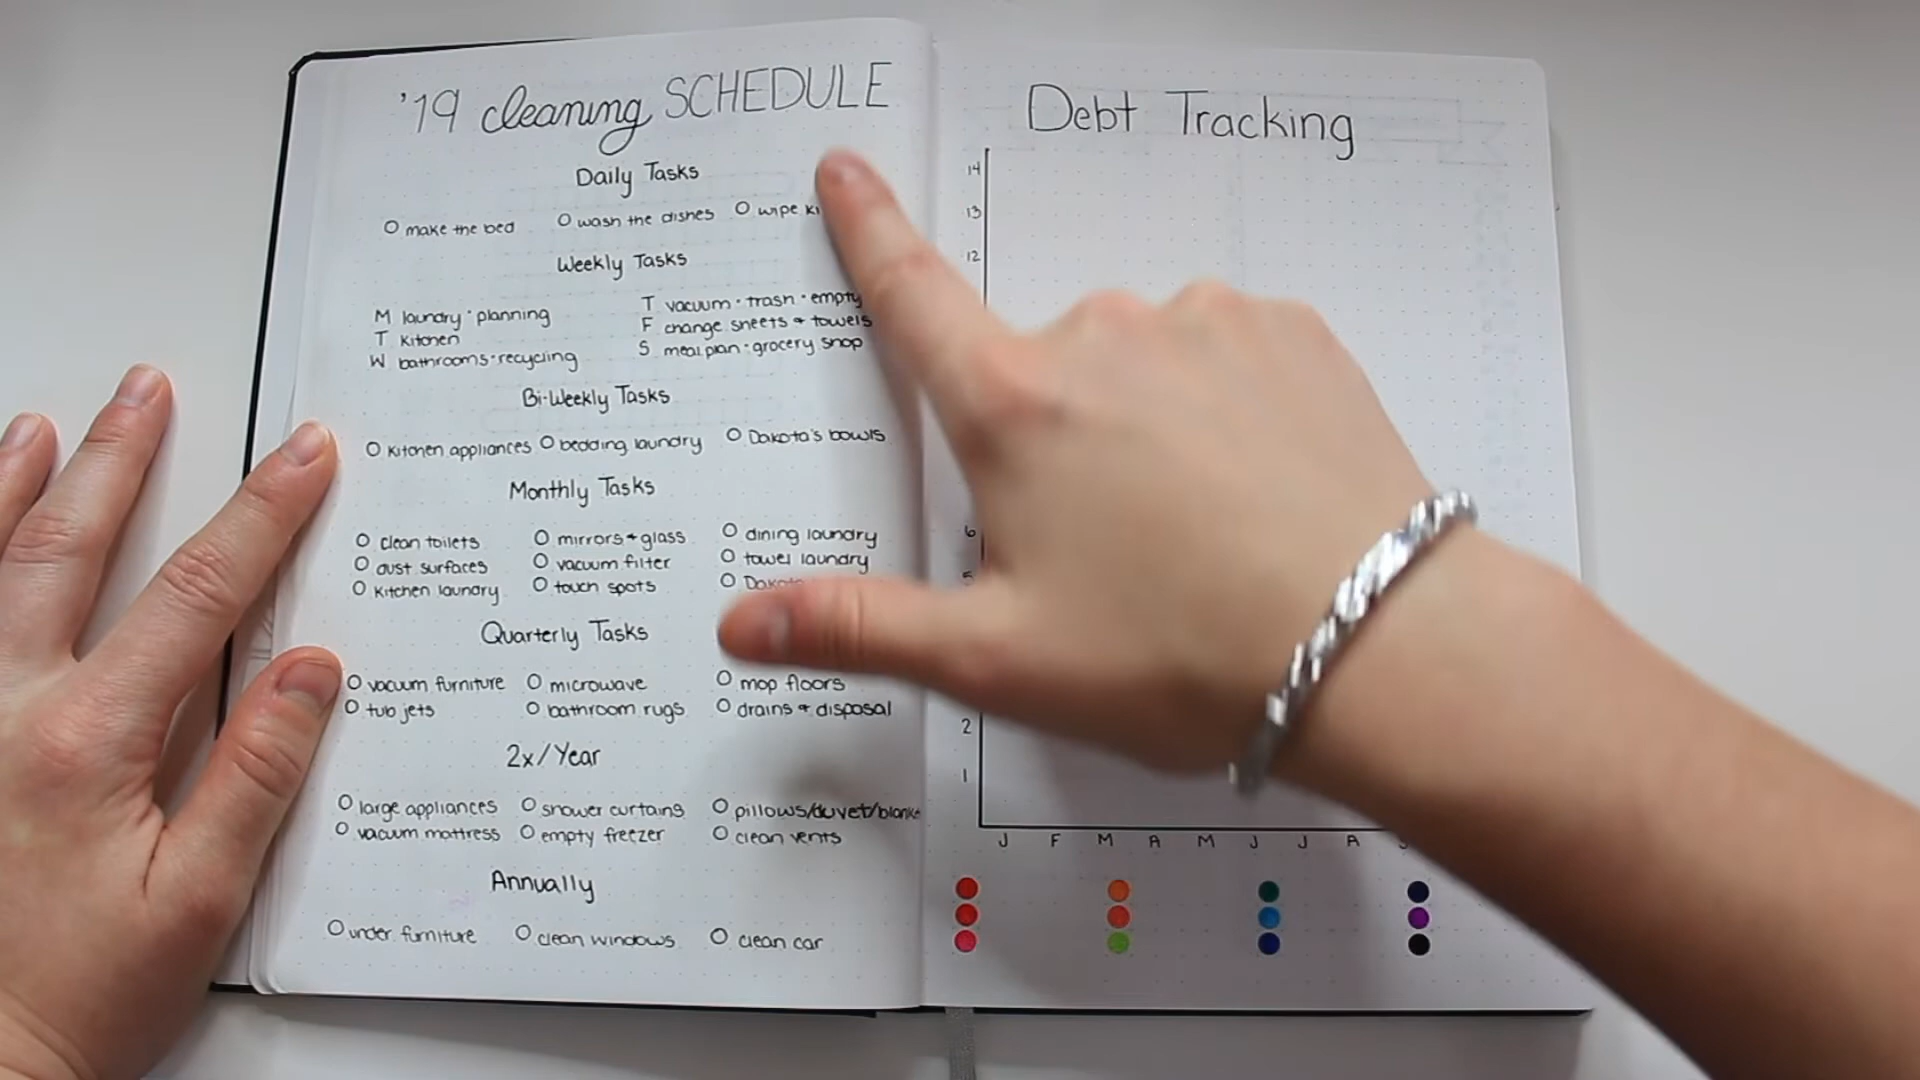 '19 cleaning SCHEDULE
Daily Tasks
make the bed wash the dishes wipe
Weekly Tasks
M laundry · planning
T kitchen
W bathrooms · recycling
T vacuum · trash · empty
F change sheets + towels
S meal plan · grocery shop
Bi-Weekly Tasks
kitchen appliances bedding laundry Dakota's bowls
Monthly Tasks
clean toilets mirrors + glass dining laundry
dust surfaces vacuum filter towel laundry
kitchen laundry touch spots
Quarterly Tasks
vacuum furniture microwave mop floors
tub jets bathroom rugs drains + disposal
2x/Year
large appliances shower curtains pillows/duvet/blanke
vacuum mattress empty freezer clean vents
Annually
under furniture clean windows clean car
Debt Tracking
14
13
12
6
5
2
1
J F M A M J J A